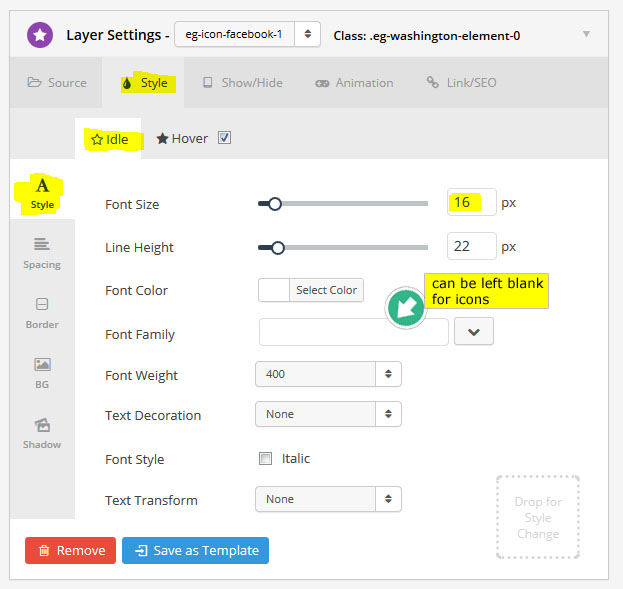 Layer Settings - eg-icon-facebook-1 Class: .eg-washington-element-0
Source Style Show/Hide Animation Link/SEO
Idle Hover
A
Style
Spacing
Border
BG
Shadow
Font Size 16 px
Line Height 22 px
Font Color Select Color
can be left blank
for icons
Font Family
Font Weight 400
Text Decoration None
Font Style Italic
Text Transform None
Drop for
Style
Change
Remove Save as Template